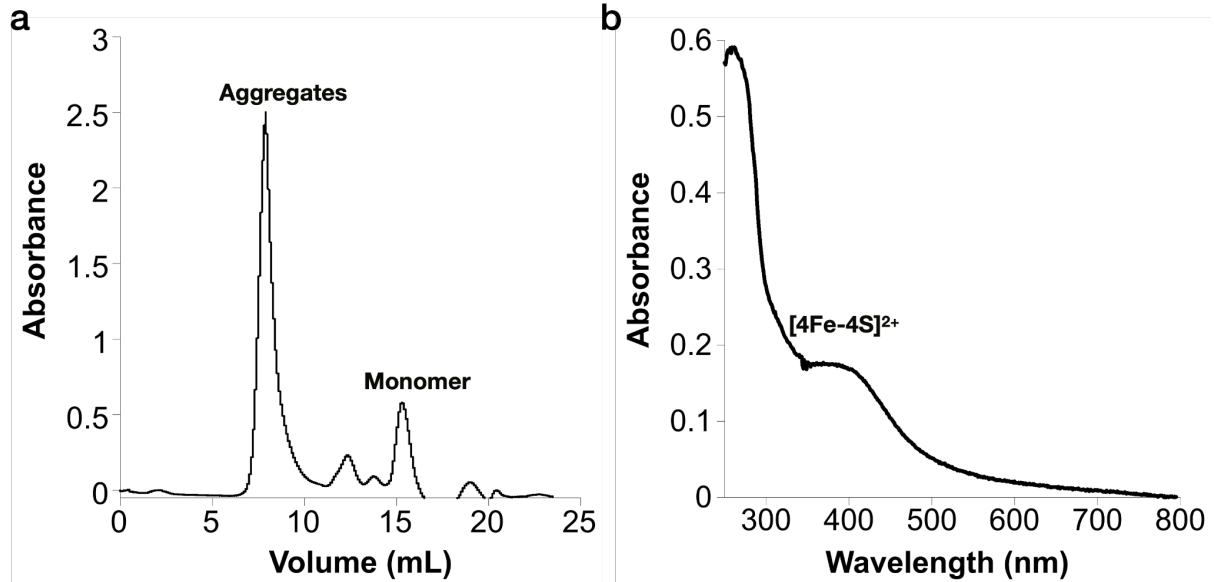 a
3
2.5
2
1.5
1
0.5
0
0
5
10
15
20
25
Absorbance
Volume (mL)
Aggregates
Monomer
b
0.6
0.5
0.4
0.3
0.2
0.1
0
300
400
500
600
700
800
Absorbance
Wavelength (nm)
[4Fe-4S]²⁺